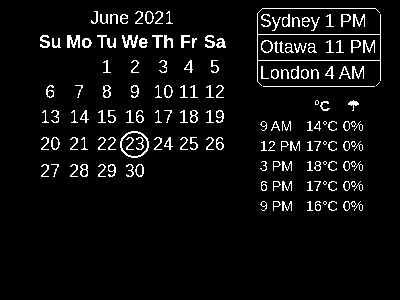 June 2021
Su Mo Tu We Th Fr Sa
1 2 3 4 5
6 7 8 9 10 11 12
13 14 15 16 17 18 19
20 21 22 23 24 25 26
27 28 29 30
Sydney 1 PM
Ottawa 11 PM
London 4 AM
°C
9 AM 14°C 0%
12 PM 17°C 0%
3 PM 18°C 0%
6 PM 17°C 0%
9 PM 16°C 0%